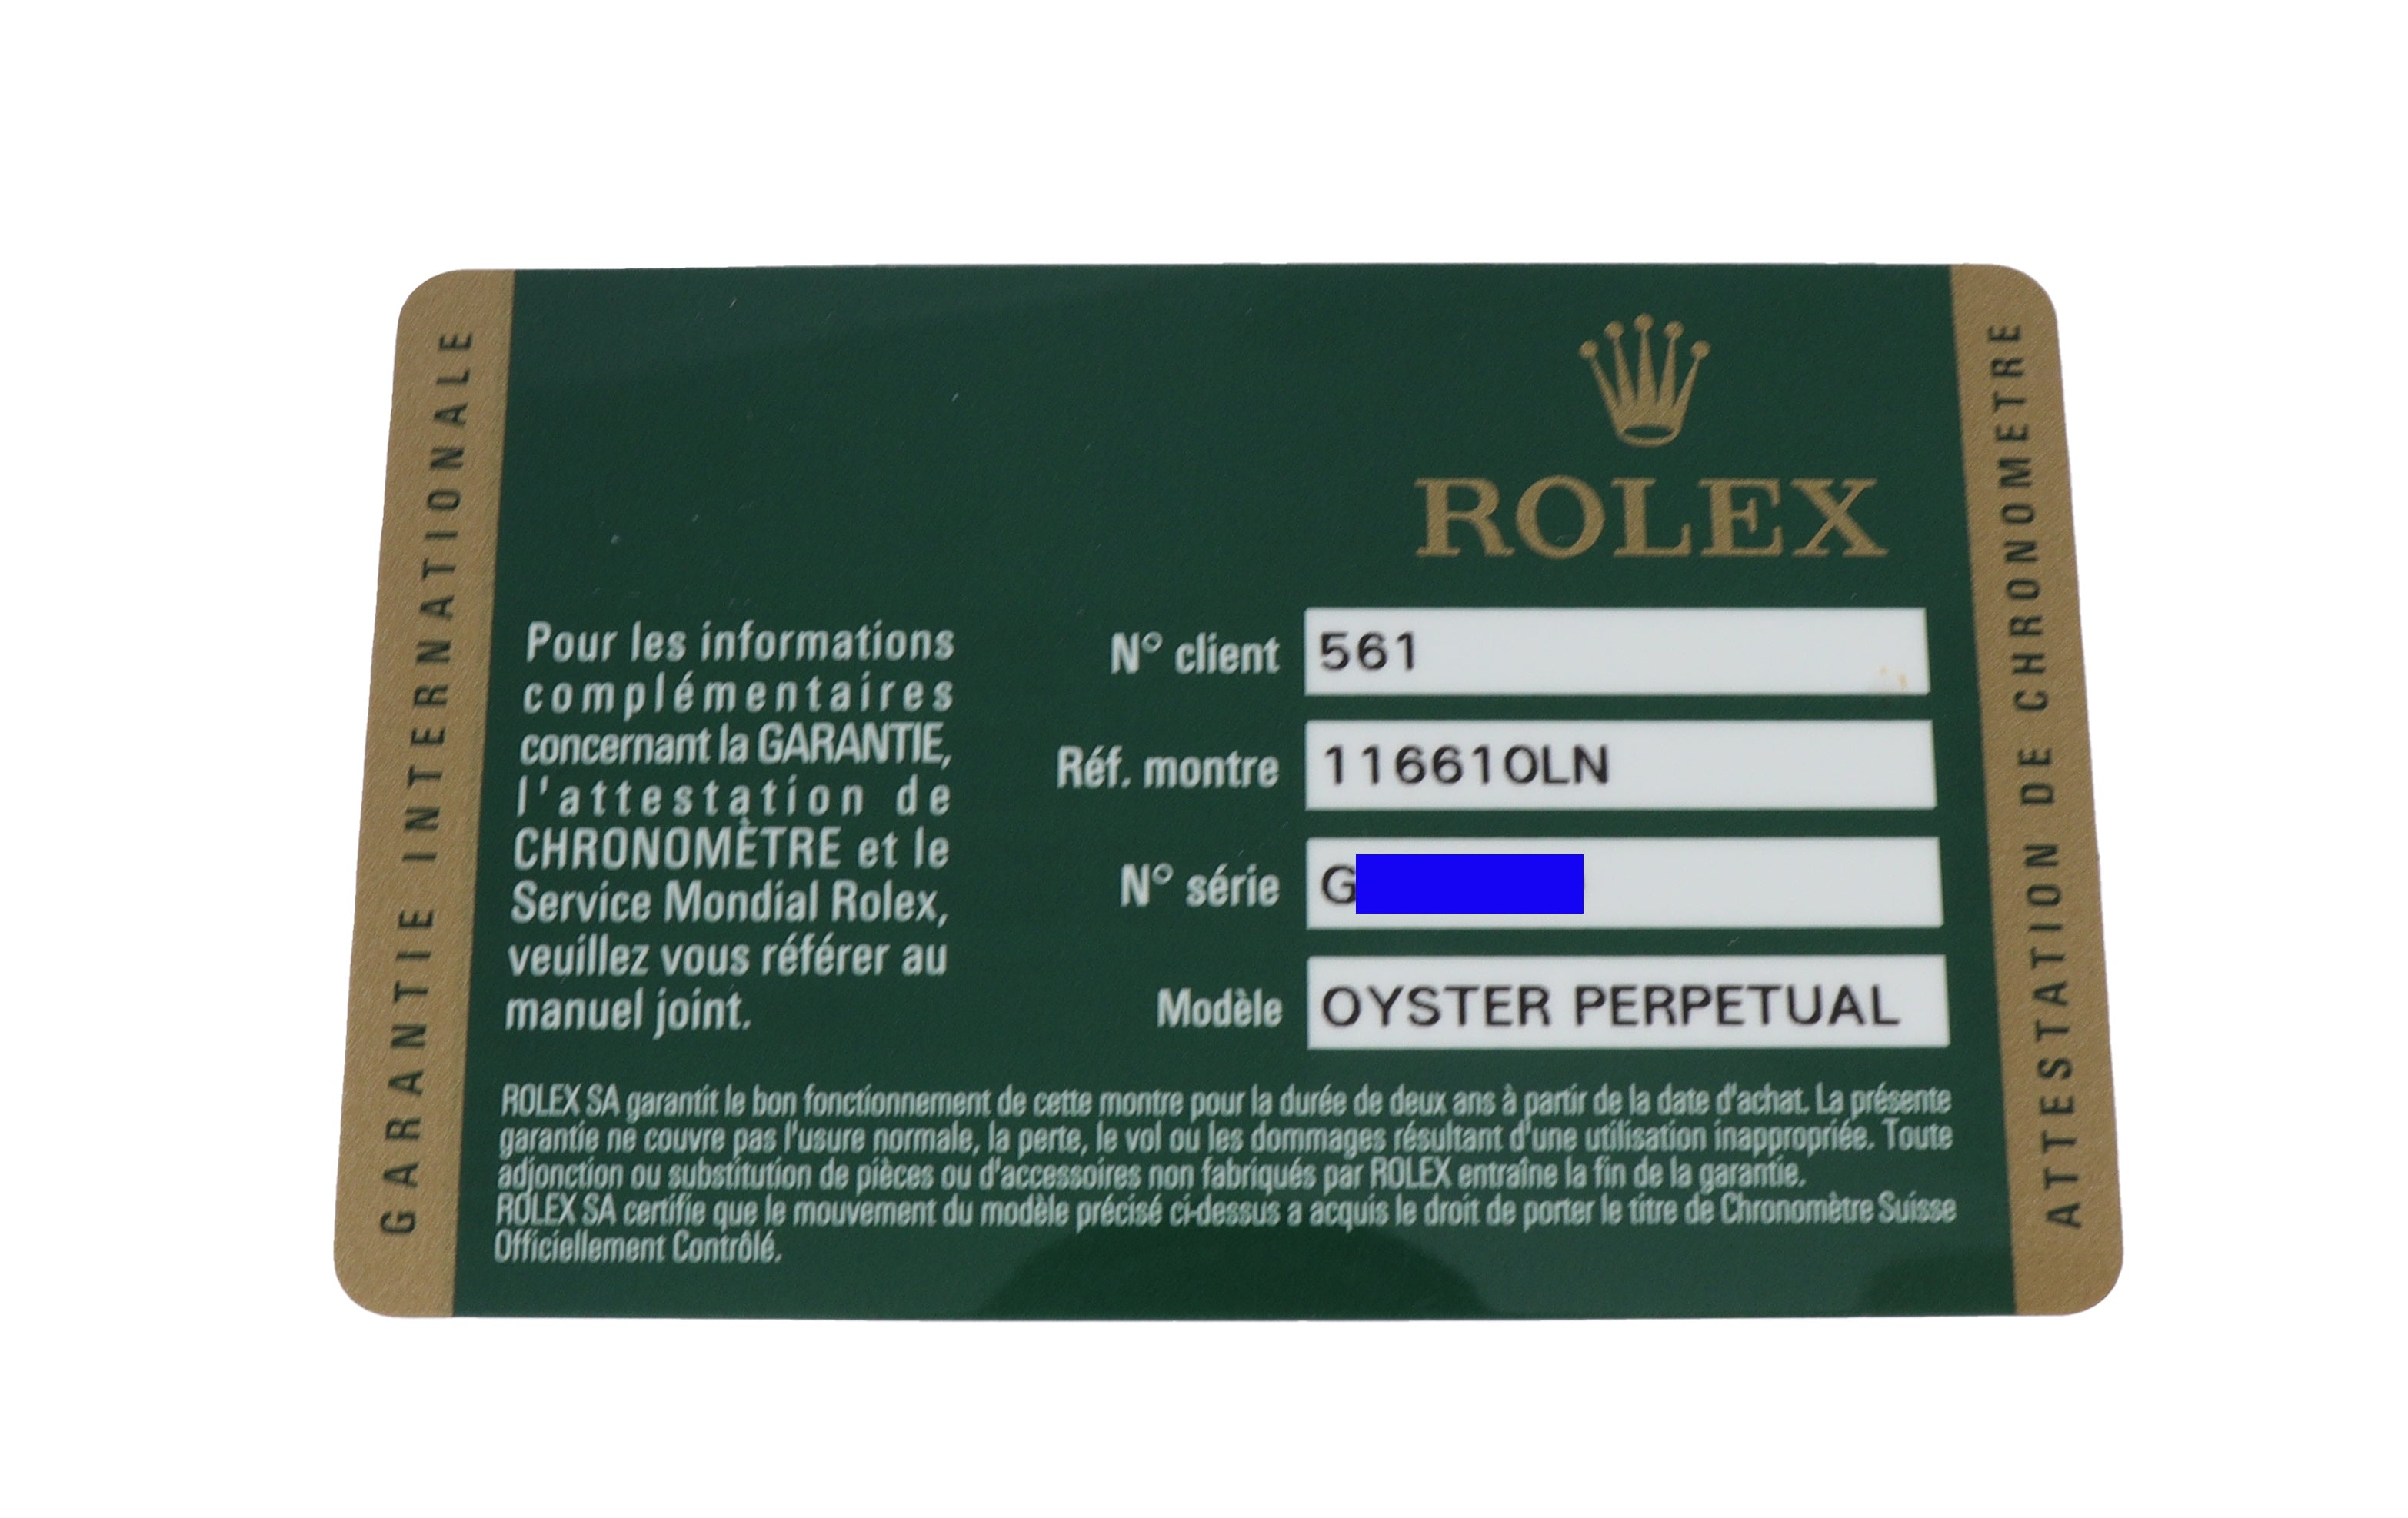 GARANTIE INTERNATIONALE
ROLEX
Pour les informations
complémentaires
concernant la GARANTIE,
l'attestation de
CHRONOMÈTRE et le
Service Mondial Rolex,
veuillez vous référer au
manuel joint.
N° client 561
Réf. montre 116610LN
N° série G
Modèle OYSTER PERPETUAL
ROLEX SA garantit le bon fonctionnement de cette montre pour la durée de deux ans à partir de la date d'achat. La présente
garantie ne couvre pas l'usure normale, la perte, le vol ou les dommages résultant d'une utilisation inappropriée. Toute
adjonction ou substitution de pièces ou d'accessoires non fabriqués par ROLEX entraîne la fin de la garantie.
ROLEX SA certifie que le mouvement du modèle précisé ci-dessus a acquis le droit de porter le titre de Chronomètre Suisse
Officiellement Contrôlé.
ATTESTATION DE CHRONOMETRE